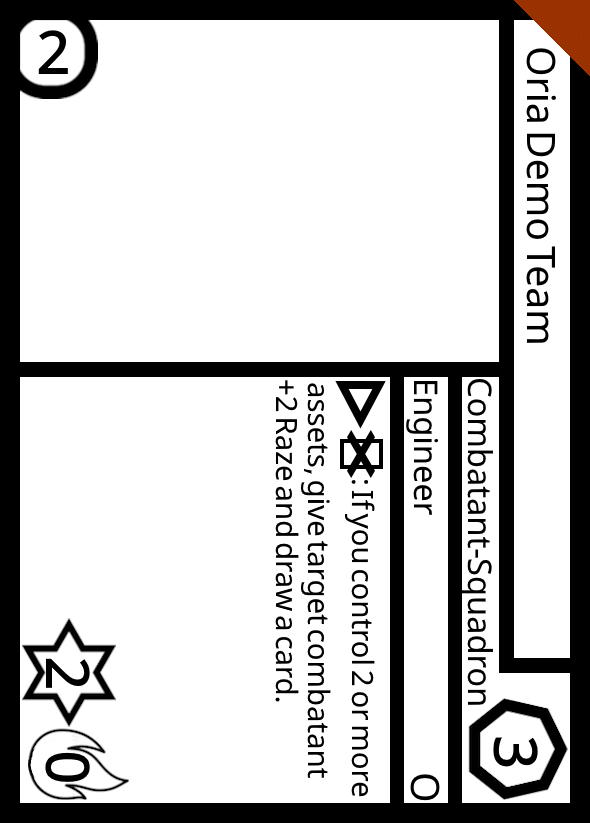 Oria Demo Team
3
Combatant-Squadron
Engineer
O
: If you control 2 or more
assets, give target combatant
+2 Raze and draw a card.
2
2
0